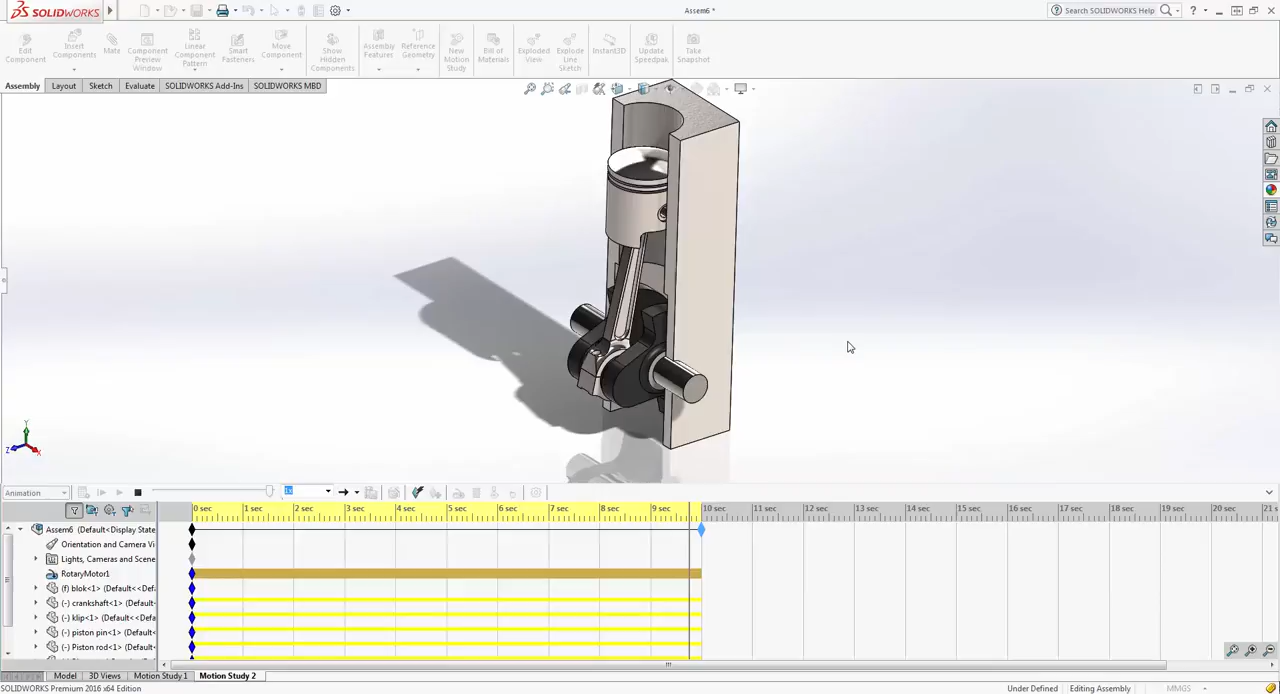 SOLIDWORKS
Assem6 *
Search SOLIDWORKS Help
Edit Component
Insert Components
Mate
Component Preview Window
Linear Component Pattern
Smart Fasteners
Move Component
Show Hidden Components
Assembly Features
Reference Geometry
New Motion Study
Bill of Materials
Exploded View
Explode Line Sketch
Instant3D
Update Speedpak
Take Snapshot
Assembly Layout Sketch Evaluate SOLIDWORKS Add-Ins SOLIDWORKS MBD
Y
Z
X
Animation
1x
0 sec 1 sec 2 sec 3 sec 4 sec 5 sec 6 sec 7 sec 8 sec 9 sec 10 sec 11 sec 12 sec 13 sec 14 sec 15 sec 16 sec 17 sec 18 sec 19 sec 20 sec 21 s
Assem6 (Default<Display State
Orientation and Camera Vi
Lights, Cameras and Scene
RotaryMotor1
(f) blok<1> (Default<<Defa
(-) crankshaft<1> (Default
(-) klip<1> (Default<<Defa
(-) piston pin<1> (Default
(-) Piston rod<1> (Default
Model 3D Views Motion Study 1 Motion Study 2
SOLIDWORKS Premium 2016 x64 Edition
Under Defined Editing Assembly MMGS